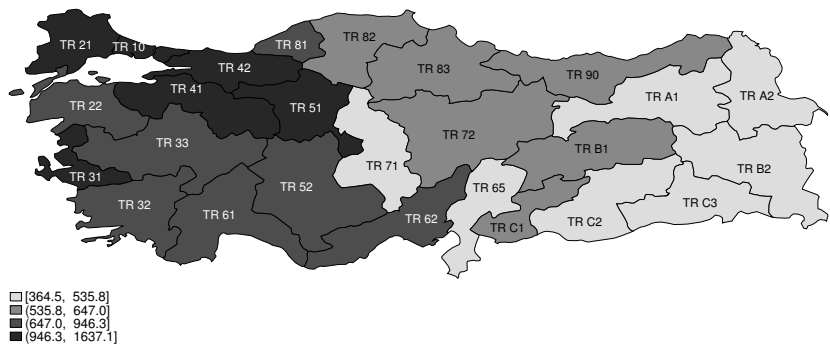 TR 21
TR 10
TR 81
TR 82
TR 42
TR 83
TR 90
TR 41
TR 22
TR 51
TR A1
TR A2
TR 33
TR 72
TR B1
TR 31
TR 71
TR B2
TR 52
TR 65
TR 32
TR 61
TR 62
TR C1
TR C2
TR C3
[364.5, 535.8]
(535.8, 647.0]
(647.0, 946.3]
(946.3, 1637.1]